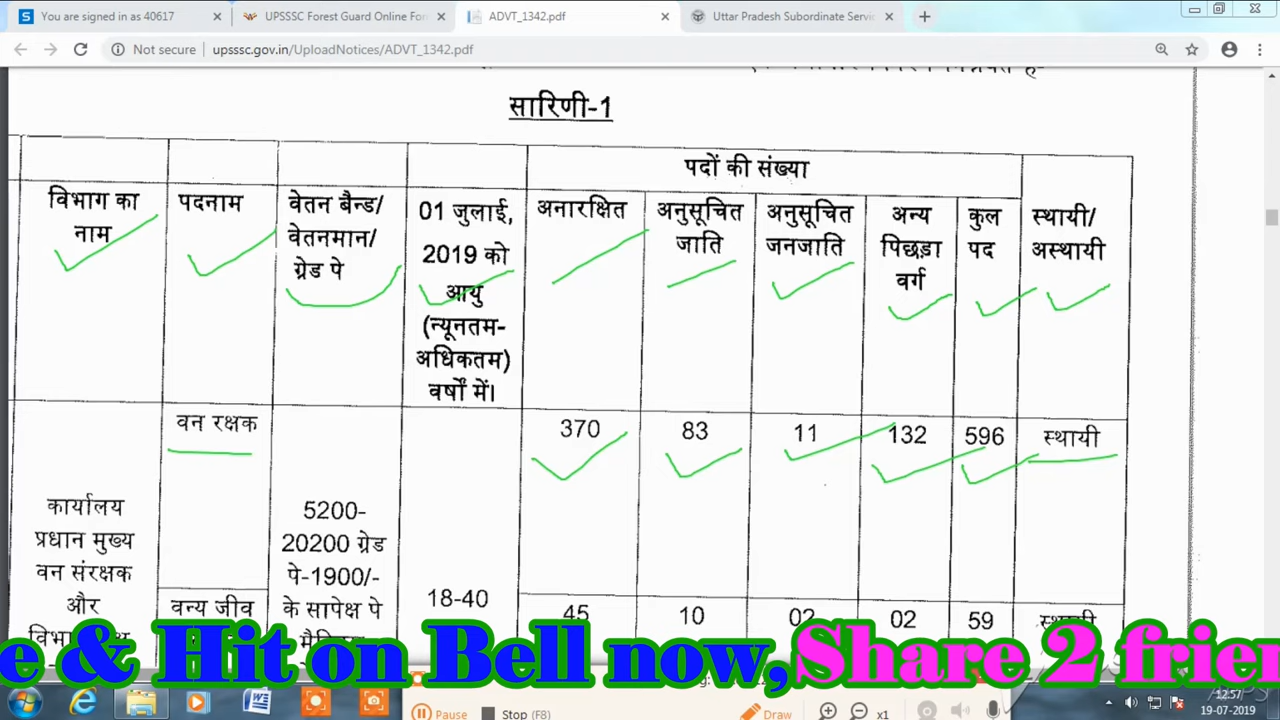 You are signed in as 40617
UPSSSC Forest Guard Online Form
ADVT_1342.pdf
Uttar Pradesh Subordinate Servic
Not secure
upsssc.gov.in/UploadNotices/ADVT_1342.pdf
सारिणी-1
पदों की संख्या
विभाग का
नाम
पदनाम
वेतन बैन्ड/
वेतनमान/
ग्रेड पे
01 जुलाई,
2019 को
आयु
(न्यूनतम-
अधिकतम)
वर्षों में।
अनारक्षित
अनुसूचित
जाति
अनुसूचित
जनजाति
अन्य
पिछड़ा
वर्ग
कुल
पद
स्थायी/
अस्थायी
वन रक्षक
370
83
11
132
596
स्थायी
कार्यालय
प्रधान मुख्य
वन संरक्षक
और
5200-
20200 ग्रेड
पे-1900/-
के सापेक्ष पे
18-40
वन्य जीव
45
10
02
02
59
स्थायी
e & Hit on Bell now,Share 2 frien
Pause
Stop (F8)
Draw
x1
12:57
19-07-2019